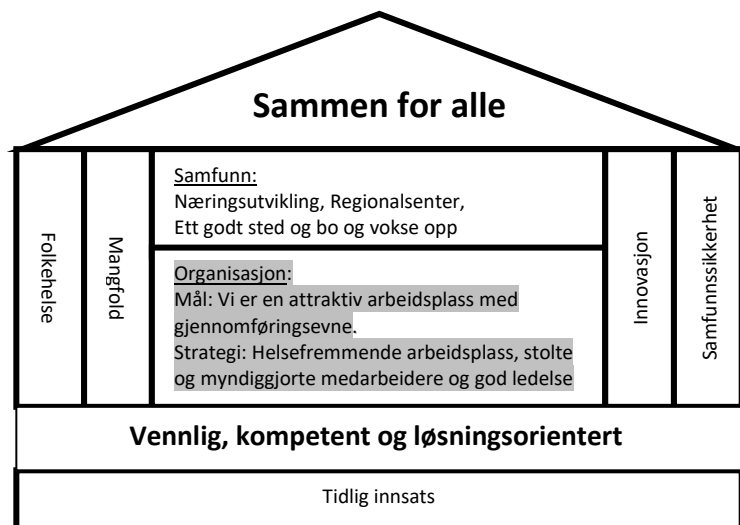 Sammen for alle
Folkehelse
Mangfold
Samfunn:
Næringsutvikling, Regionalsenter,
Ett godt sted og bo og vokse opp
Organisasjon:
Mål: Vi er en attraktiv arbeidsplass med
gjennomføringsevne.
Strategi: Helsefremmende arbeidsplass, stolte
og myndiggjorte medarbeidere og god ledelse
Innovasjon
Samfunnssikkerhet
Vennlig, kompetent og løsningsorientert
Tidlig innsats